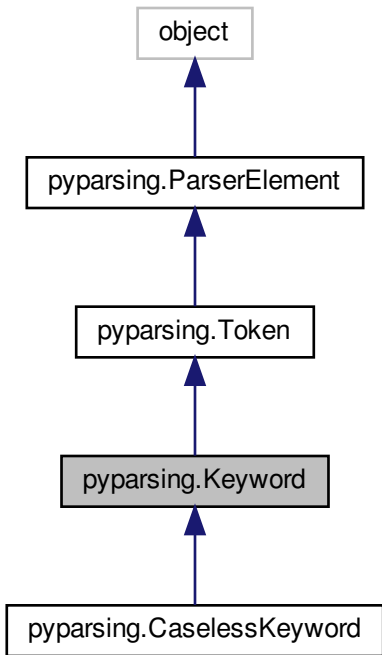 object
pyparsing.ParserElement
pyparsing.Token
pyparsing.Keyword
pyparsing.CaselessKeyword